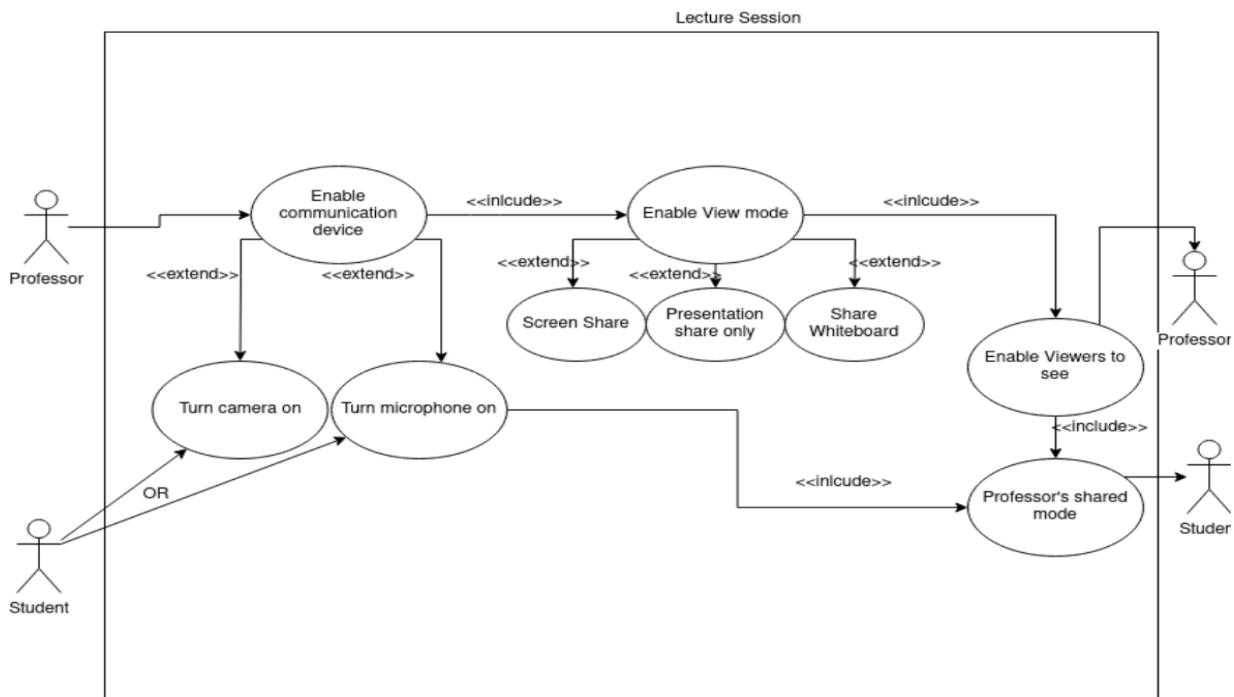 Lecture Session
Enable
communication
device
<<inlcude>>
Enable View mode
<<inlcude>>
Professor
<<extend>>
<<extend>>
<<extend>>
<<extend>>
<<extend>>
Screen Share
Presentation
share only
Share
Whiteboard
Professor
Enable Viewers to
see
Turn camera on
Turn microphone on
<<include>>
OR
<<inlcude>>
Professor's shared
mode
Studen
Student